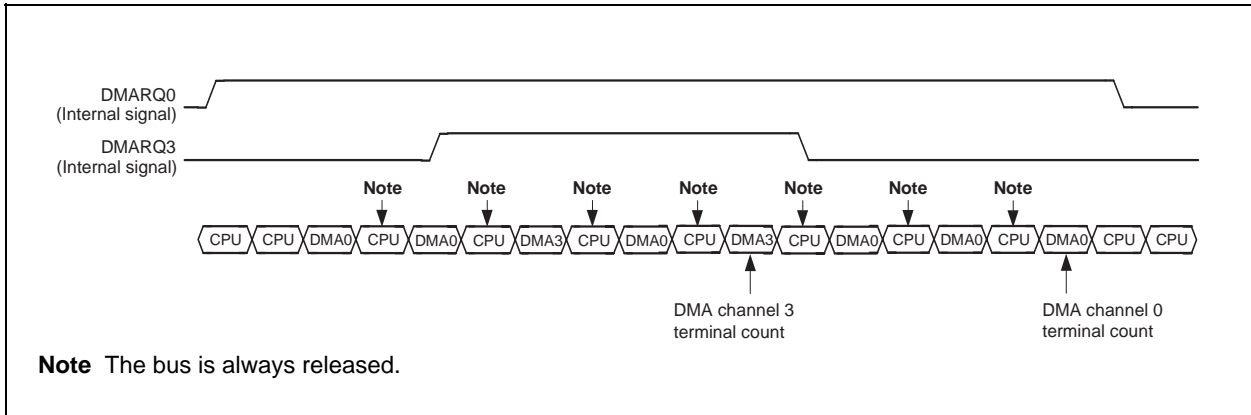 DMARQ0
(Internal signal)
DMARQ3
(Internal signal)
Note Note Note Note Note Note Note
CPU CPU DMA0 CPU DMA0 CPU DMA3 CPU DMA0 CPU DMA3 CPU DMA0 CPU DMA0 CPU DMA0 CPU CPU
DMA channel 3
terminal count
DMA channel 0
terminal count
Note The bus is always released.